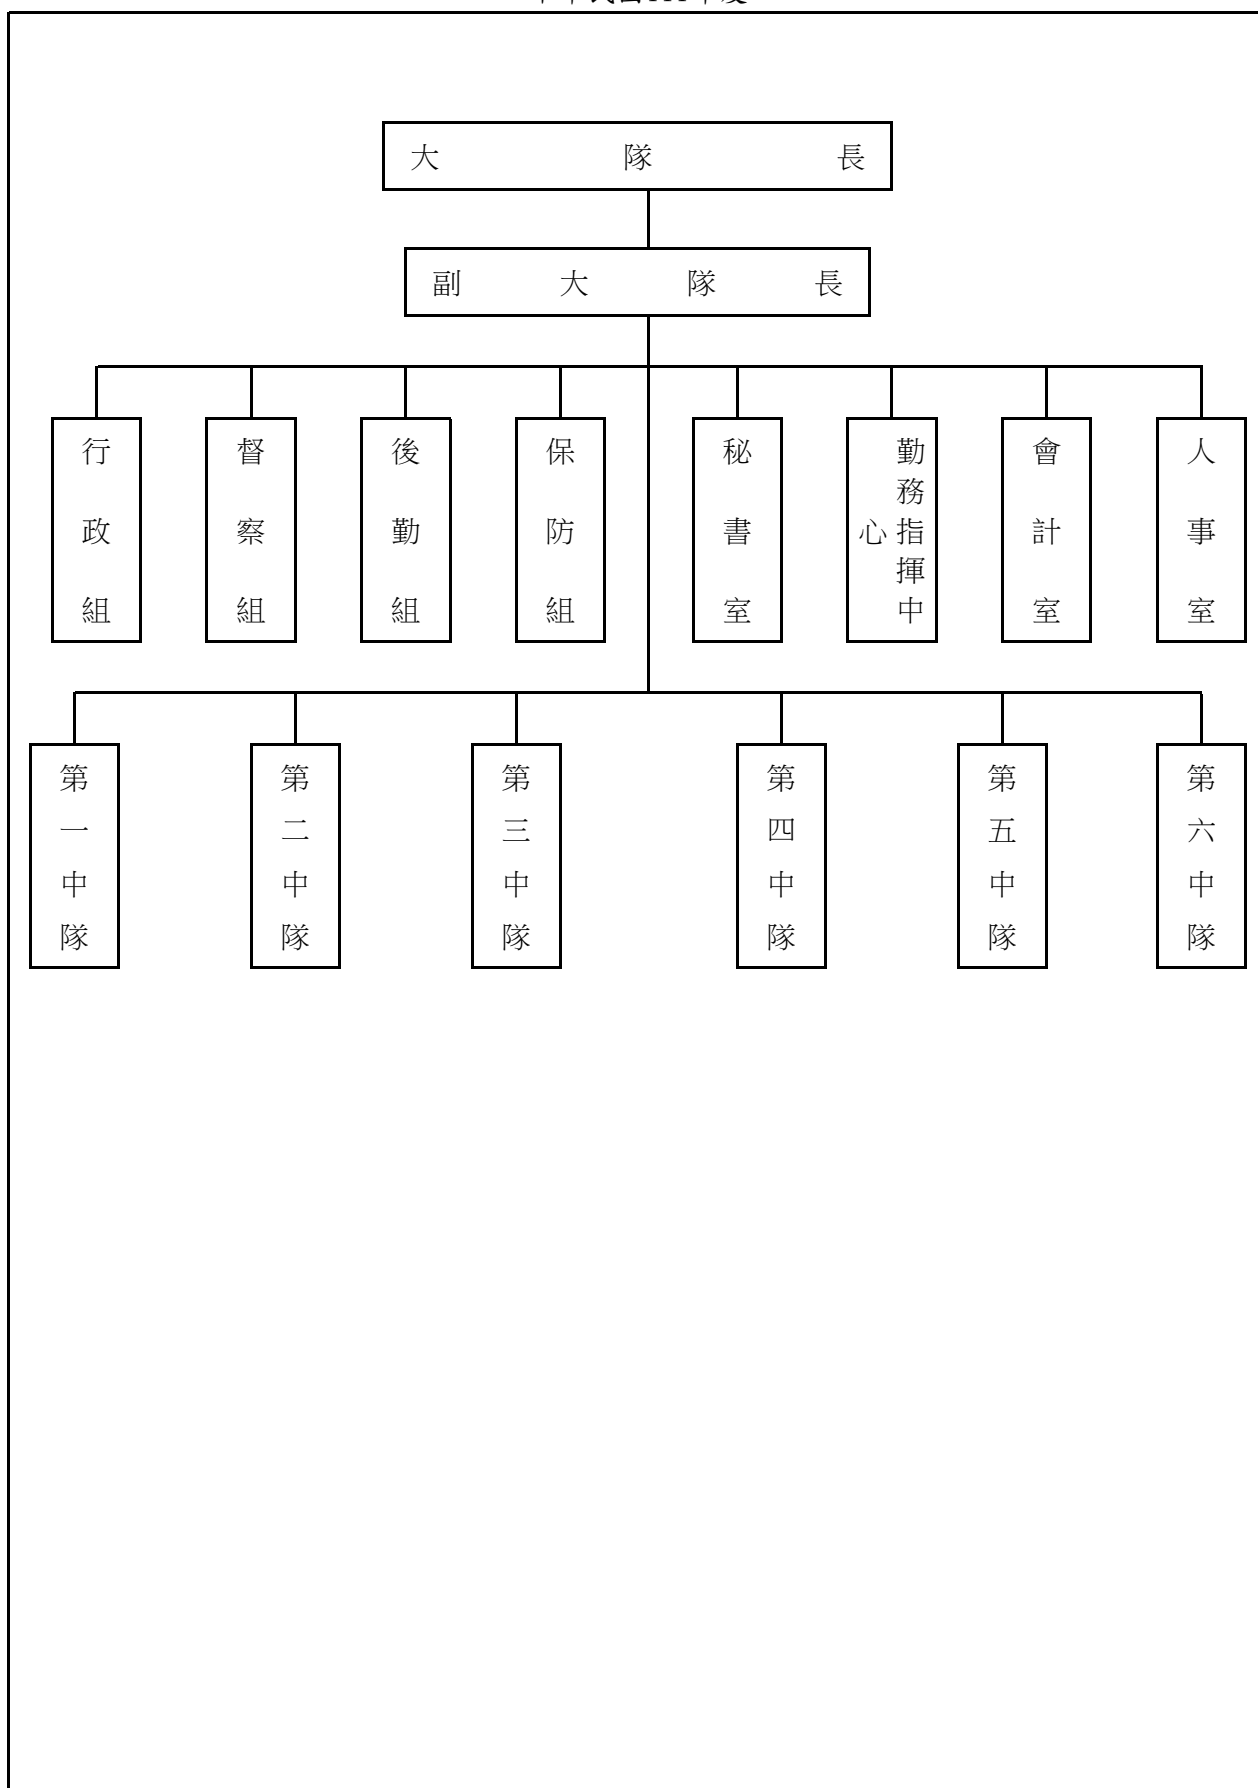 大隊長
副大隊長
行政組
督察組
後勤組
保防組
秘書室
勤務指揮中心
會計室
人事室
第一中隊
第二中隊
第三中隊
第四中隊
第五中隊
第六中隊